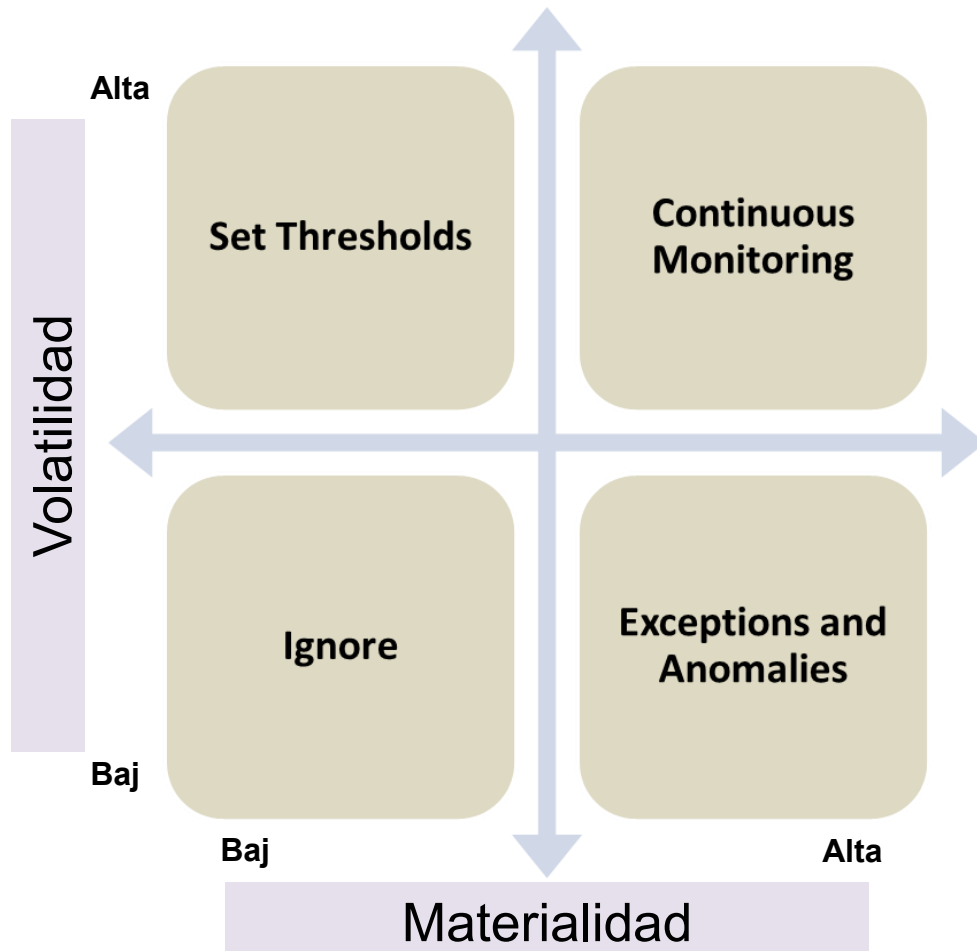 Alta
Set Thresholds
Continuous
Monitoring
Volatilidad
Ignore
Exceptions and
Anomalies
Baj
Baj
Alta
Materialidad